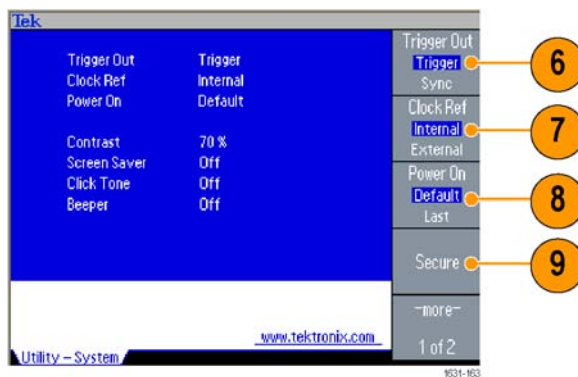 Tek
Trigger Out Trigger
Clock Ref Internal
Power On Default
Contrast 70 %
Screen Saver Off
Click Tone Off
Beeper Off
www.tektronix.com
Utility – System
Trigger Out
Trigger
Sync
Clock Ref
Internal
External
Power On
Default
Last
Secure
-more-
1 of 2
6
7
8
9
1631-163